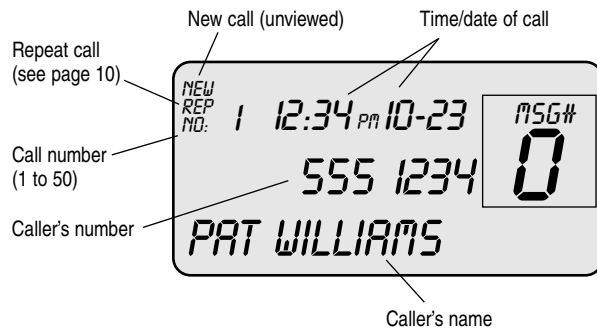 New call (unviewed)
Time/date of call
Repeat call
(see page 10)
Call number
(1 to 50)
Caller's number
NEW
REP
NO: 1 12:34 PM 10-23
MSG#
0
555 1234
PAT WILLIAMS
Caller's name